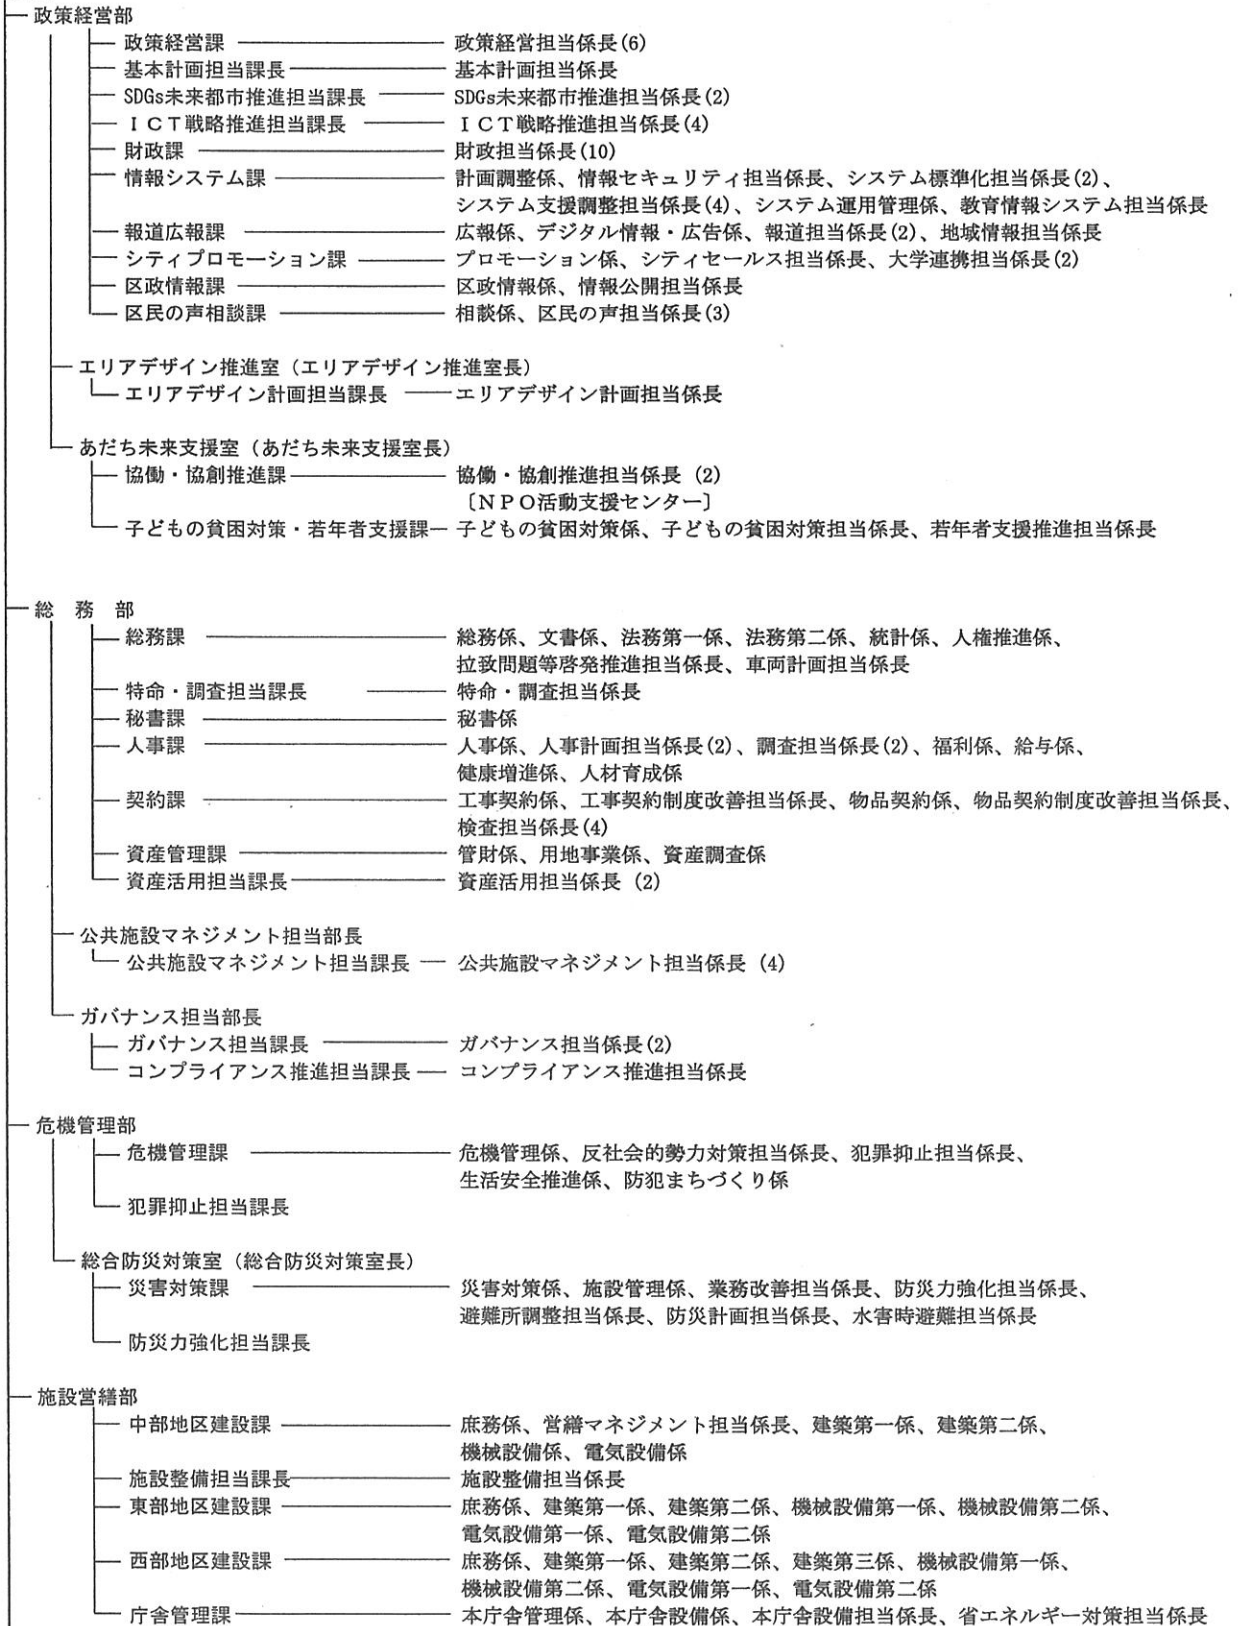 政策経営部
政策経営課 政策経営担当係長(6)
基本計画担当課長 基本計画担当係長
SDGs未来都市推進担当課長 SDGs未来都市推進担当係長(2)
ＩＣＴ戦略推進担当課長 ＩＣＴ戦略推進担当係長(4)
財政課 財政担当係長(10)
情報システム課 計画調整係、情報セキュリティ担当係長、システム標準化担当係長(2)、
システム支援調整担当係長(4)、システム運用管理係、教育情報システム担当係長
報道広報課 広報係、デジタル情報・広告係、報道担当係長(2)、地域情報担当係長
シティプロモーション課 プロモーション係、シティセールス担当係長、大学連携担当係長(2)
区政情報課 区政情報係、情報公開担当係長
区民の声相談課 相談係、区民の声担当係長(3)
エリアデザイン推進室（エリアデザイン推進室長）
エリアデザイン計画担当課長 エリアデザイン計画担当係長
あだち未来支援室（あだち未来支援室長）
協働・協創推進課 協働・協創推進担当係長 (2)
〔ＮＰＯ活動支援センター〕
子どもの貧困対策・若年者支援課 子どもの貧困対策係、子どもの貧困対策担当係長、若年者支援推進担当係長
総　務　部
総務課 総務係、文書係、法務第一係、法務第二係、統計係、人権推進係、
拉致問題等啓発推進担当係長、車両計画担当係長
特命・調査担当課長 特命・調査担当係長
秘書課 秘書係
人事課 人事係、人事計画担当係長(2)、調査担当係長(2)、福利係、給与係、
健康増進係、人材育成係
契約課 工事契約係、工事契約制度改善担当係長、物品契約係、物品契約制度改善担当係長、
検査担当係長(4)
資産管理課 管財係、用地事業係、資産調査係
資産活用担当課長 資産活用担当係長 (2)
公共施設マネジメント担当部長
公共施設マネジメント担当課長 公共施設マネジメント担当係長 (4)
ガバナンス担当部長
ガバナンス担当課長 ガバナンス担当係長(2)
コンプライアンス推進担当課長 コンプライアンス推進担当係長
危機管理部
危機管理課 危機管理係、反社会的勢力対策担当係長、犯罪抑止担当係長、
生活安全推進係、防犯まちづくり係
犯罪抑止担当課長
総合防災対策室（総合防災対策室長）
災害対策課 災害対策係、施設管理係、業務改善担当係長、防災力強化担当係長、
避難所調整担当係長、防災計画担当係長、水害時避難担当係長
防災力強化担当課長
施設営繕部
中部地区建設課 庶務係、営繕マネジメント担当係長、建築第一係、建築第二係、
機械設備係、電気設備係
施設整備担当課長 施設整備担当係長
東部地区建設課 庶務係、建築第一係、建築第二係、機械設備第一係、機械設備第二係、
電気設備第一係、電気設備第二係
西部地区建設課 庶務係、建築第一係、建築第二係、建築第三係、機械設備第一係、
機械設備第二係、電気設備第一係、電気設備第二係
庁舎管理課 本庁舎管理係、本庁舎設備係、本庁舎設備担当係長、省エネルギー対策担当係長